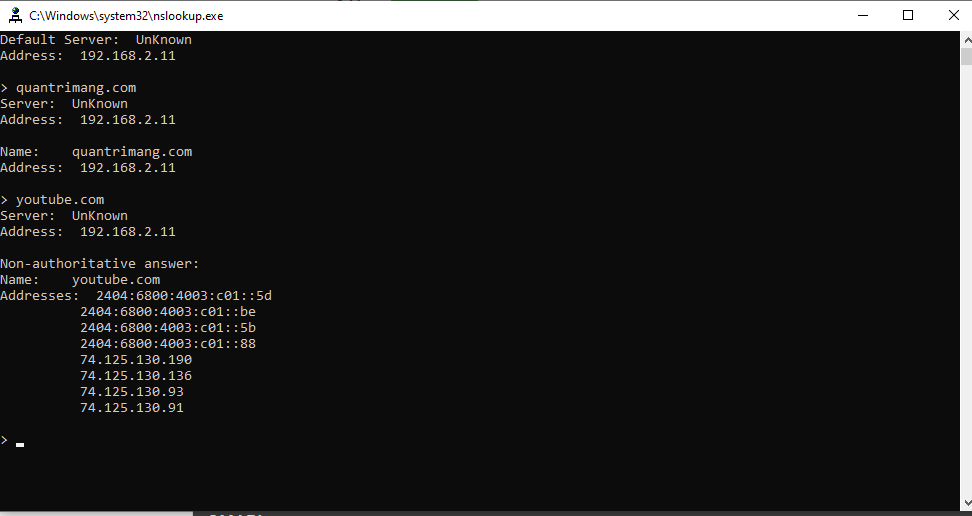 C:\Windows\system32\nslookup.exe
Default Server:  UnKnown
Address:  192.168.2.11
> quantrimang.com
Server:  UnKnown
Address:  192.168.2.11
Name:    quantrimang.com
Address:  192.168.2.11
> youtube.com
Server:  UnKnown
Address:  192.168.2.11
Non-authoritative answer:
Name:    youtube.com
Addresses:  2404:6800:4003:c01::5d
2404:6800:4003:c01::be
2404:6800:4003:c01::5b
2404:6800:4003:c01::88
74.125.130.190
74.125.130.136
74.125.130.93
74.125.130.91
>